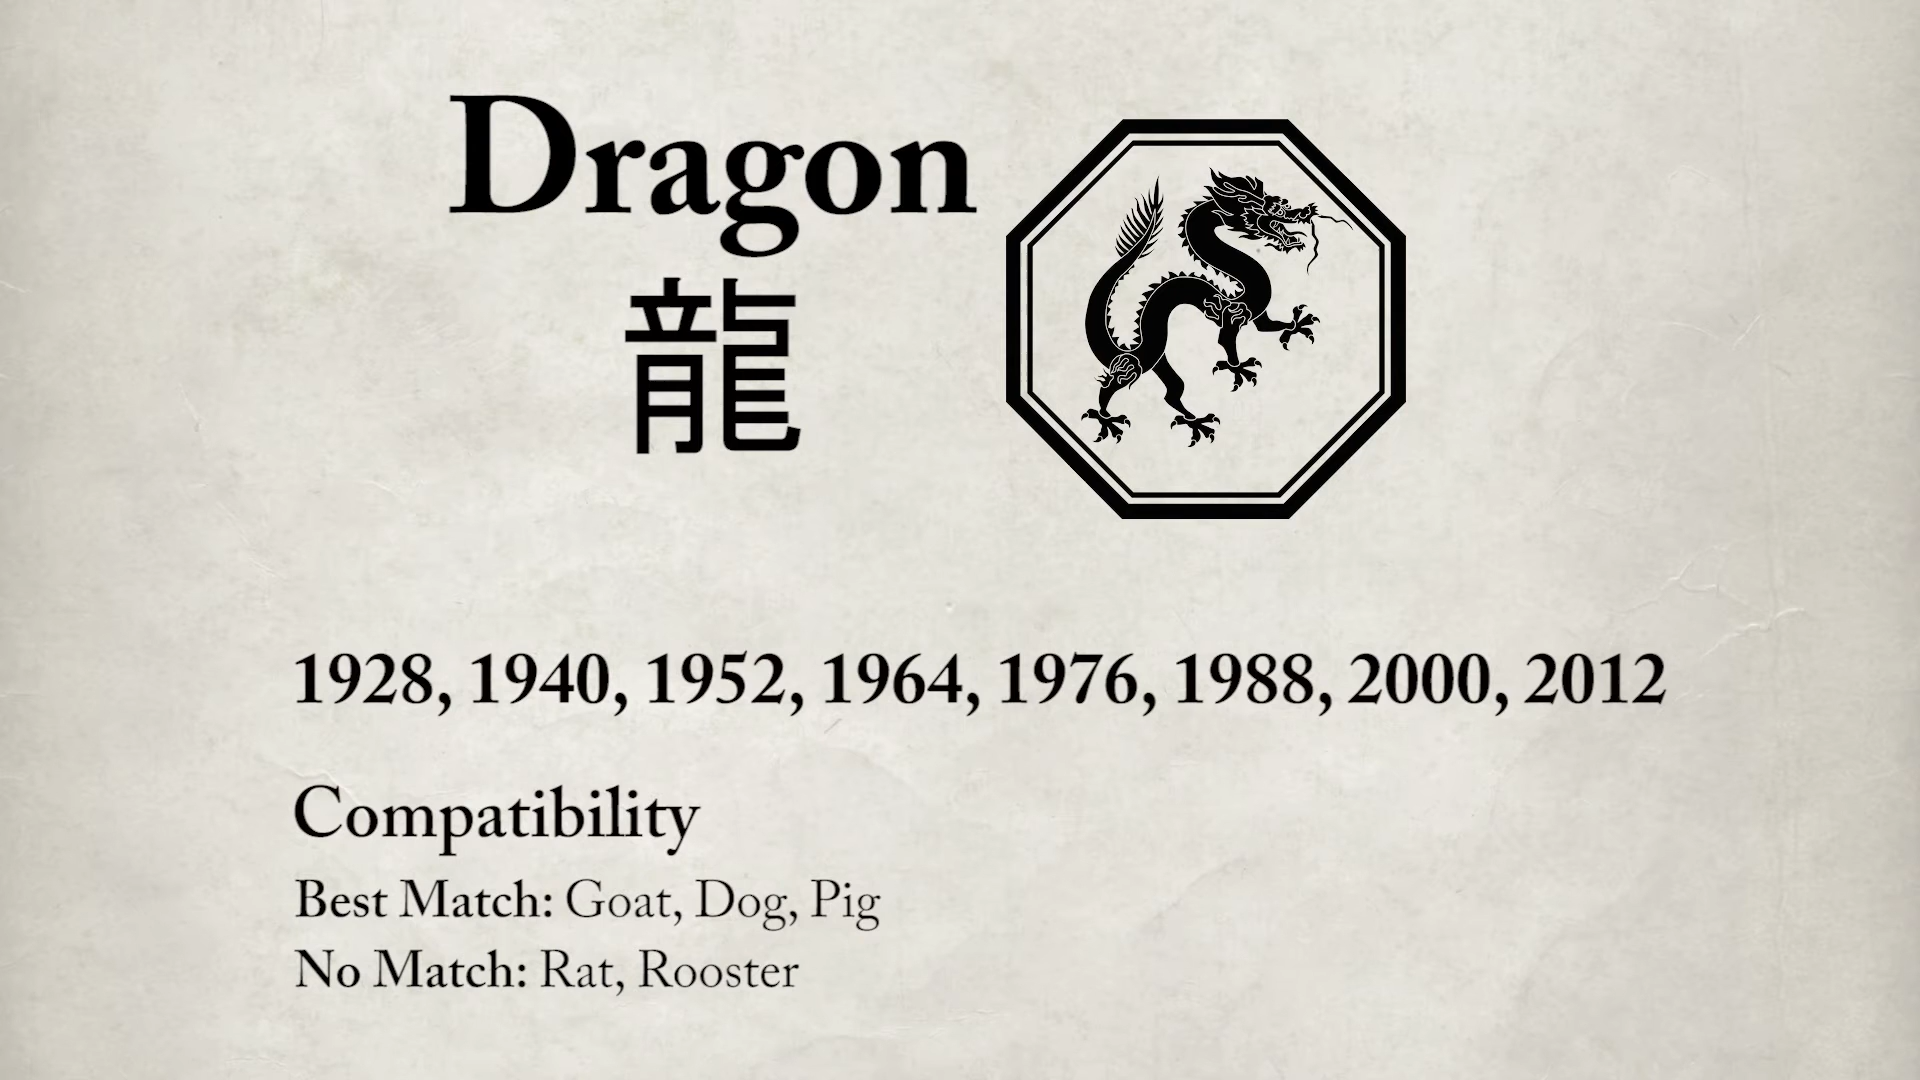 Dragon
龍
1928, 1940, 1952, 1964, 1976, 1988, 2000, 2012
Compatibility
Best Match: Goat, Dog, Pig
No Match: Rat, Rooster